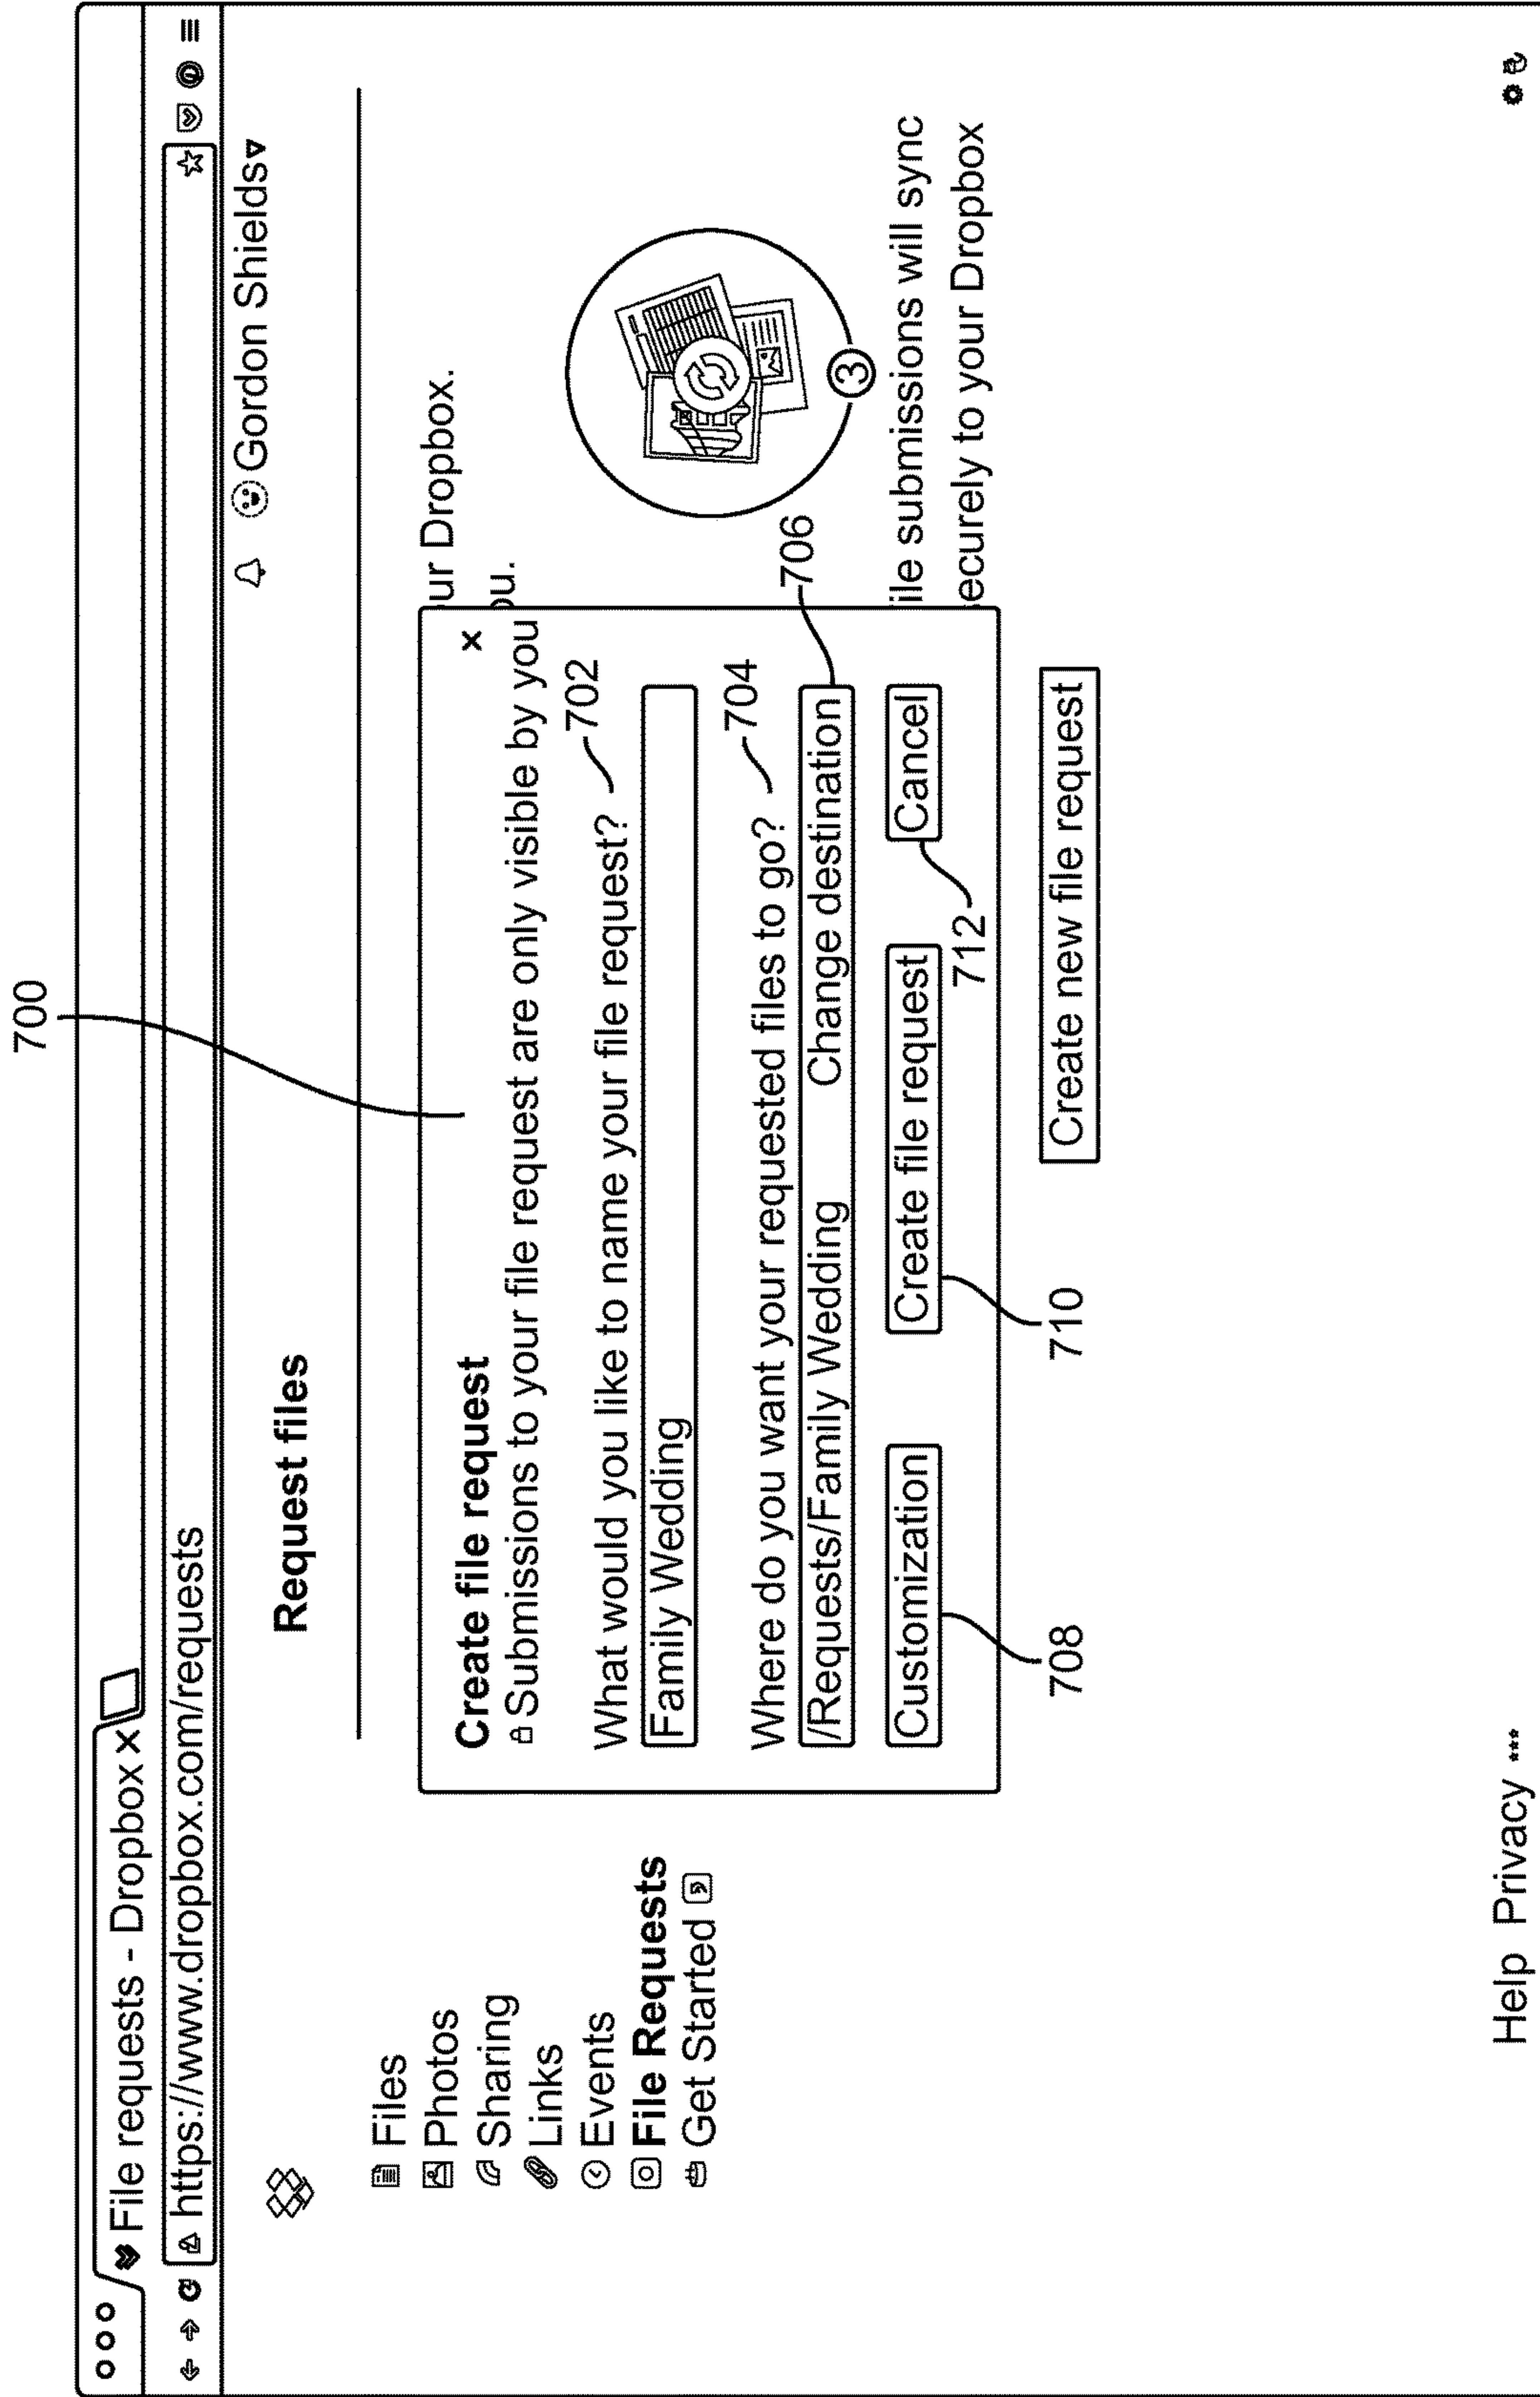 700
File requests - Dropbox X
https://www.dropbox.com/requests
Gordon Shields
Request files
Files
Photos
Sharing
Links
Events
File Requests
Get Started
ur Dropbox.
ou.
Create file request x
Submissions to your file request are only visible by you
What would you like to name your file request? 702
Family Wedding
Where do you want your requested files to go? 704
/Requests/Family Wedding Change destination 706
Customization Create file request Cancel
708
710
712
3
ile submissions will sync
ecurely to your Dropbox
Create new file request
Help Privacy ***